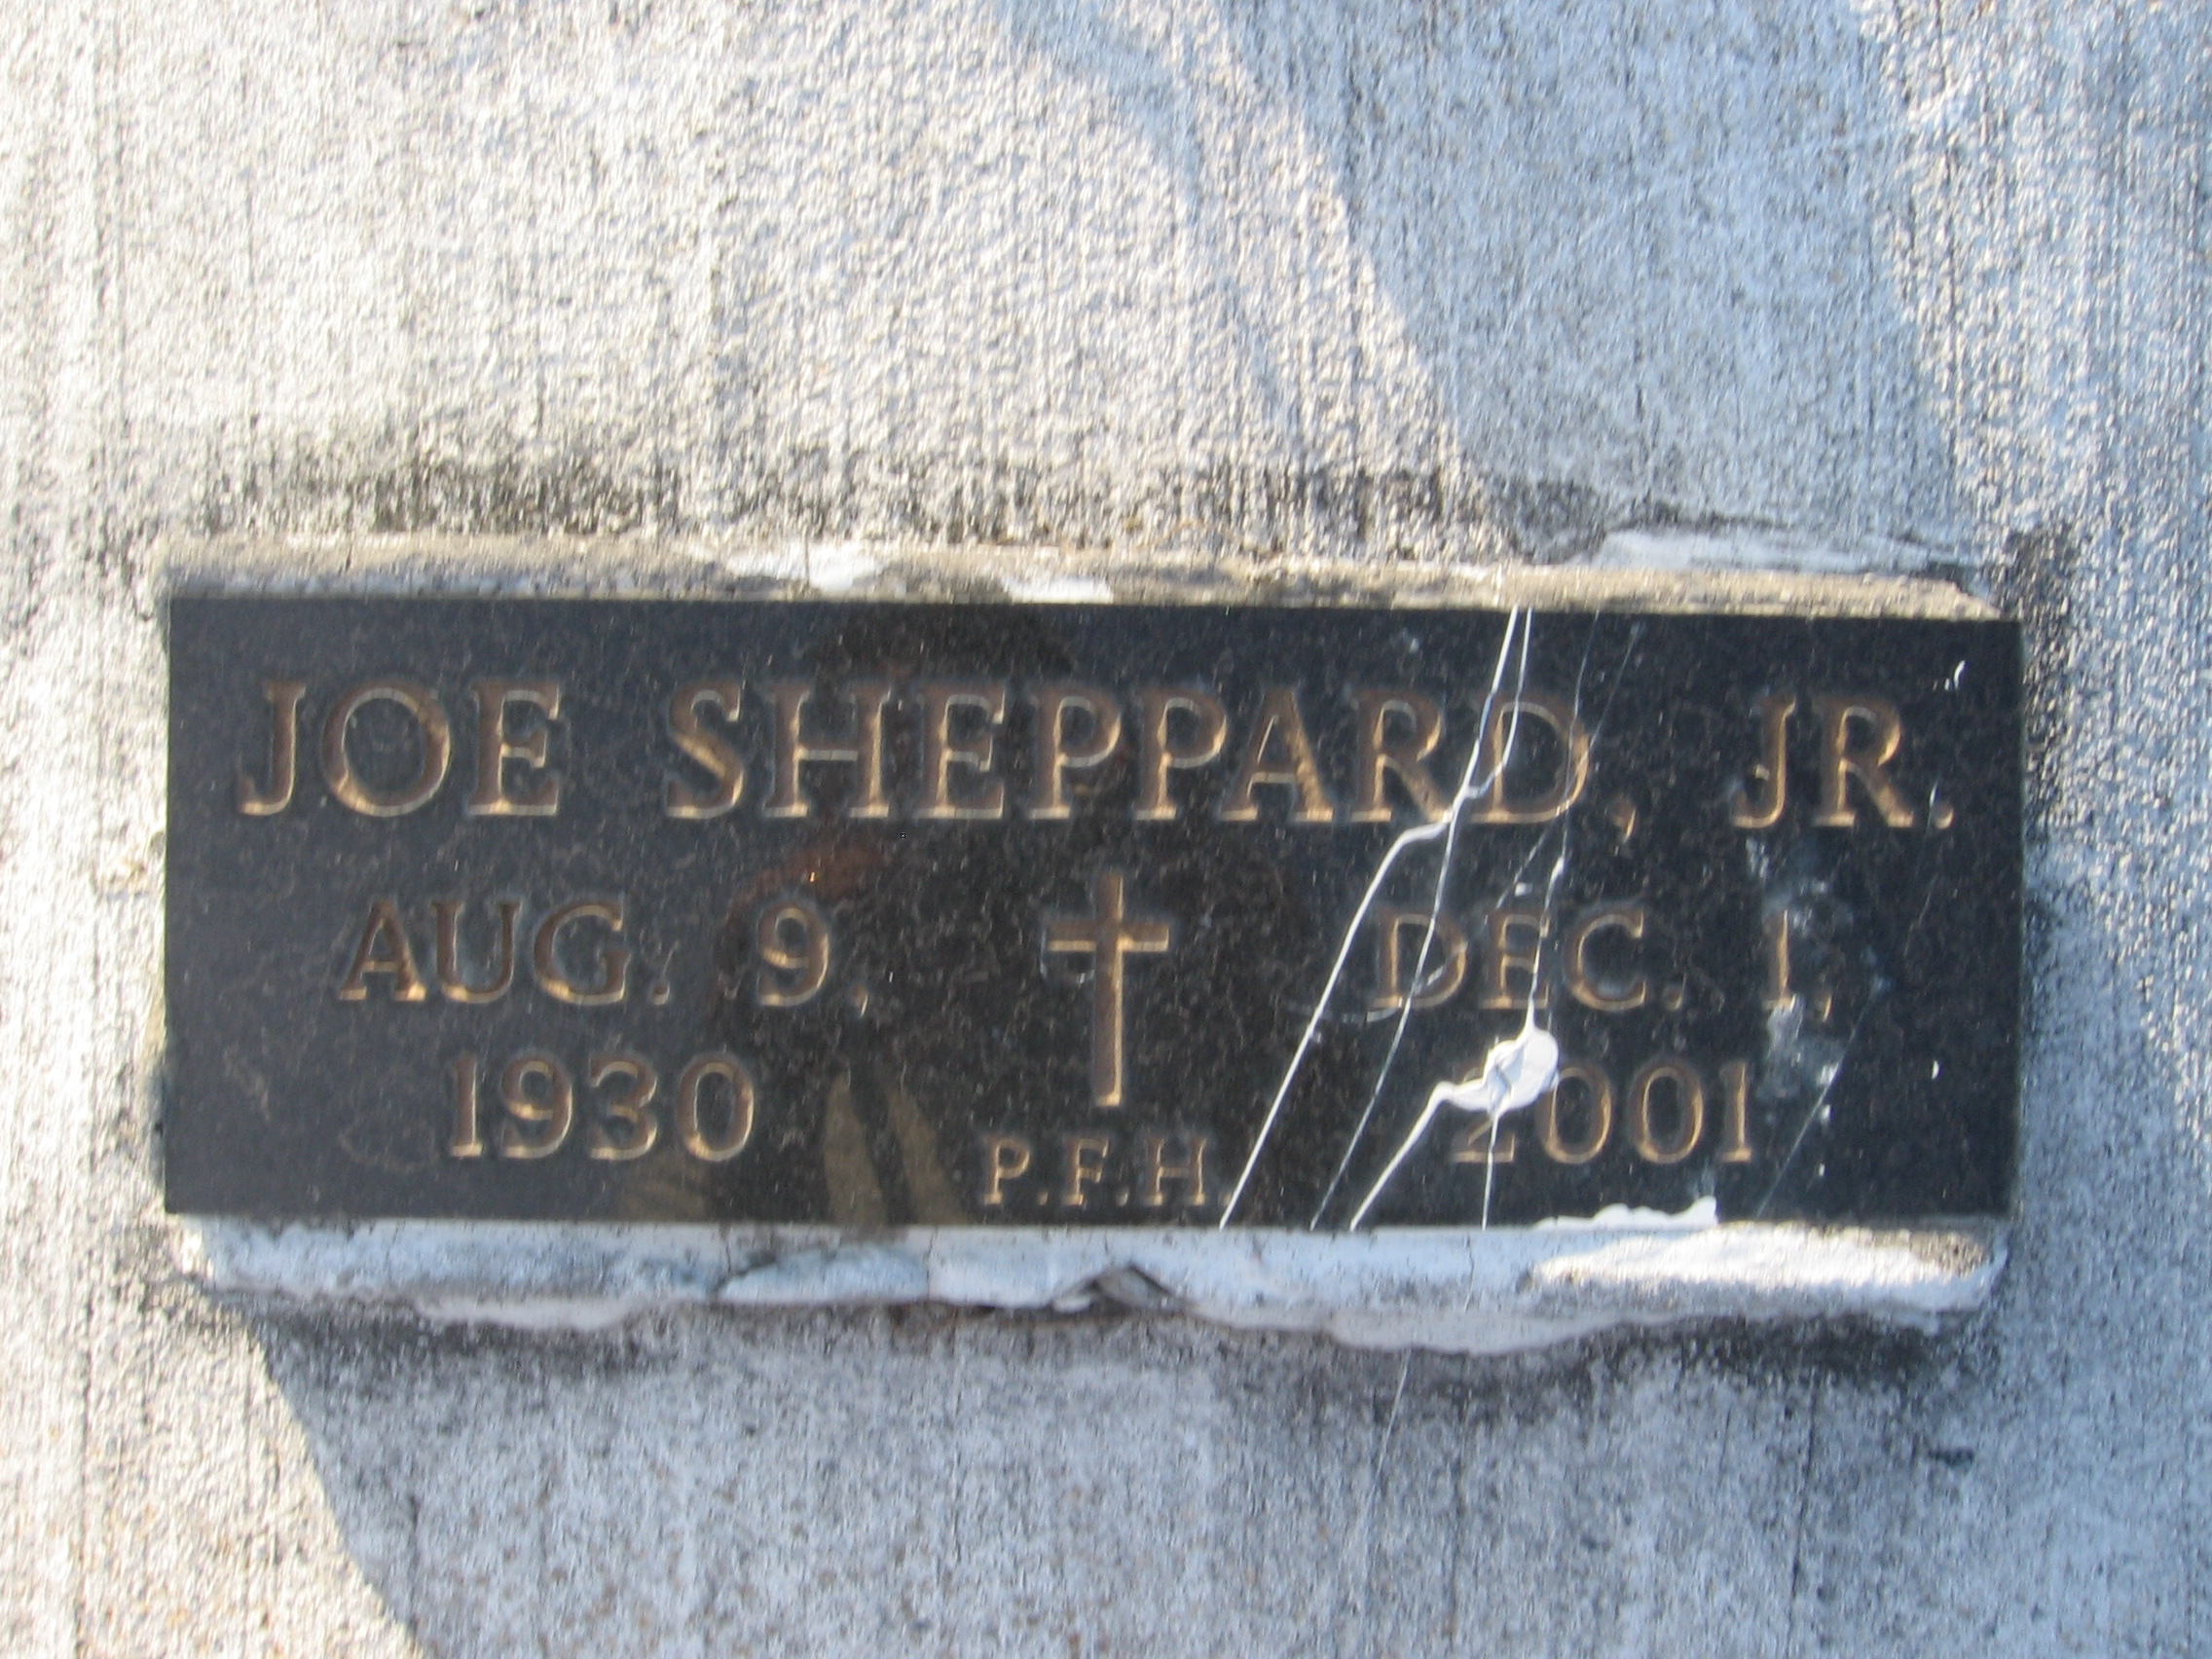 JOE SHEPPARD, JR.
AUG. 9, DEC. 1,
1930 2001
P.F.H.